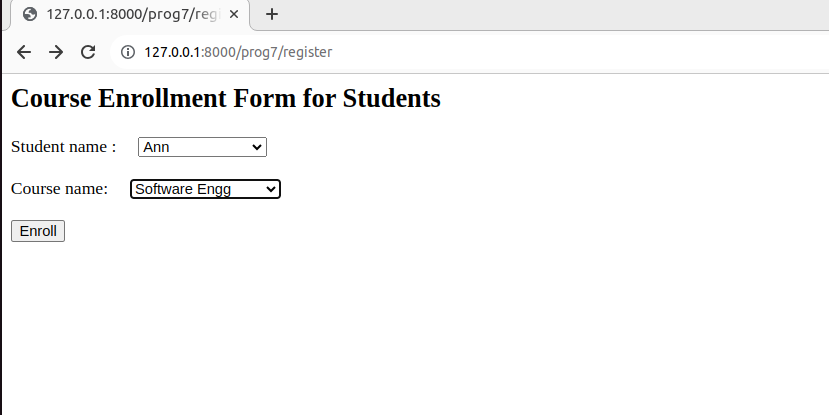 127.0.0.1:8000/prog7/regi
127.0.0.1:8000/prog7/register
Course Enrollment Form for Students
Student name : Ann
Course name: Software Engg
Enroll